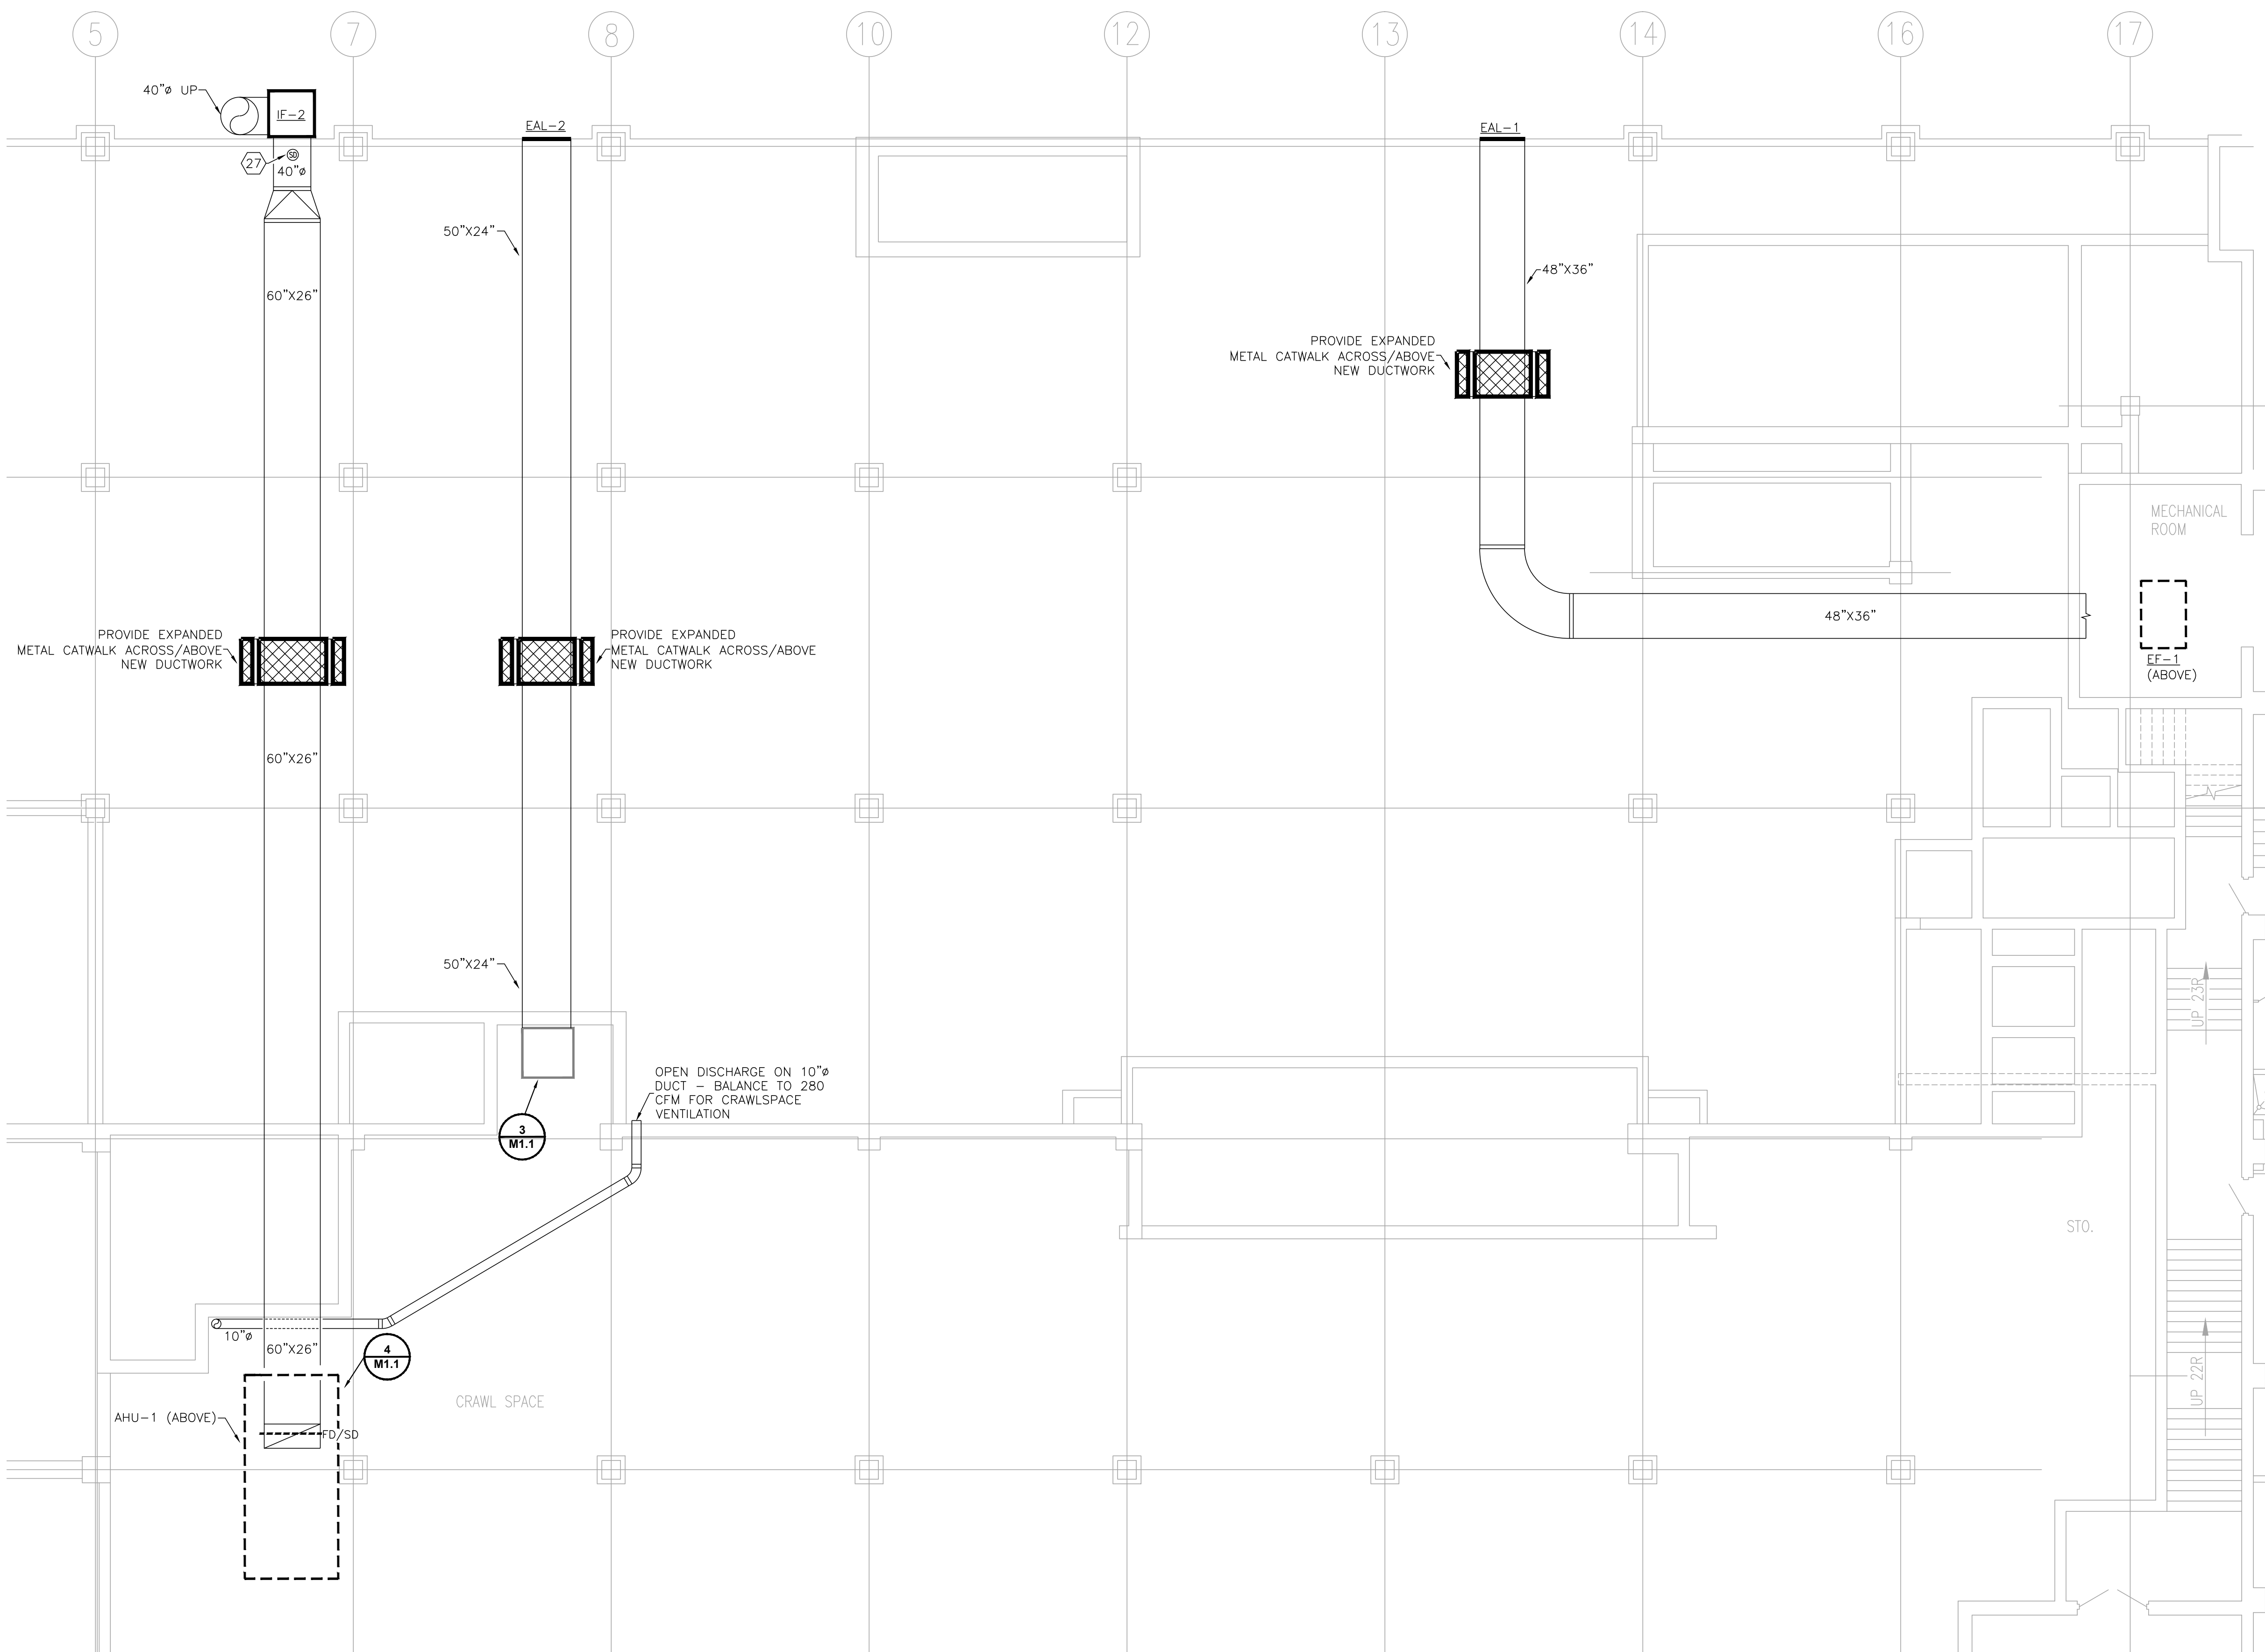 5
7
8
10
12
13
14
16
17
40"ø UP
IF-2
EAL-2
EAL-1
27
SD
40"ø
50"X24"
48"X36"
60"X26"
PROVIDE EXPANDED
METAL CATWALK ACROSS/ABOVE
NEW DUCTWORK
MECHANICAL
ROOM
48"X36"
PROVIDE EXPANDED
METAL CATWALK ACROSS/ABOVE
NEW DUCTWORK
PROVIDE EXPANDED
METAL CATWALK ACROSS/ABOVE
NEW DUCTWORK
EF-1
(ABOVE)
60"X26"
50"X24"
UP 23R
OPEN DISCHARGE ON 10"ø
DUCT - BALANCE TO 280
CFM FOR CRAWLSPACE
VENTILATION
3
M1.1
STO.
10"ø
60"X26"
4
M1.1
UP 22R
CRAWL SPACE
AHU-1 (ABOVE)
FD/SD